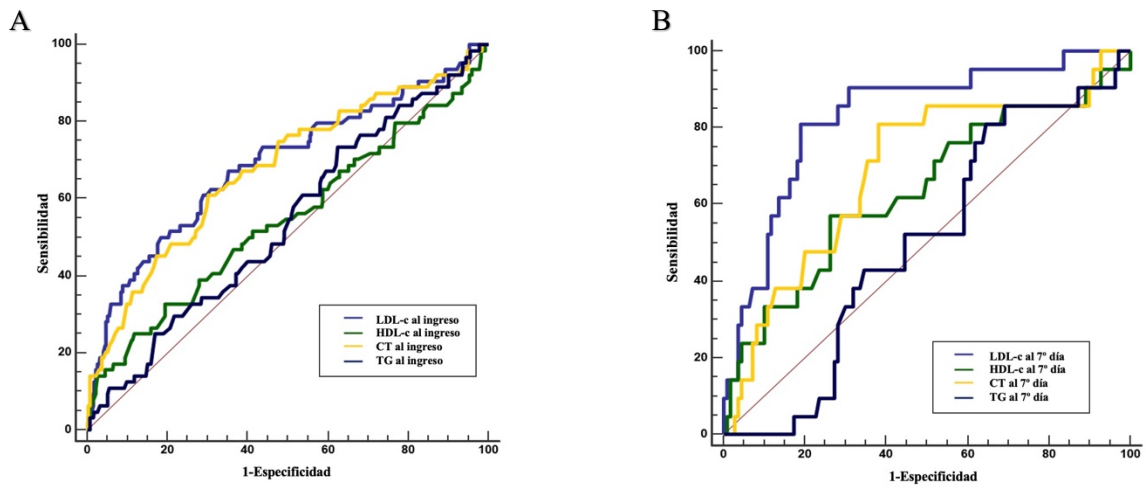 A
Sensibilidad
100
80
60
40
20
0
0 20 40 60 80 100
1-Especificidad
LDL-c al ingreso
HDL-c al ingreso
CT al ingreso
TG al ingreso
B
Sensibilidad
100
80
60
40
20
0
0 20 40 60 80 100
1-Especificidad
LDL-c al 7º día
HDL-c al 7º día
CT al 7º día
TG al 7º día